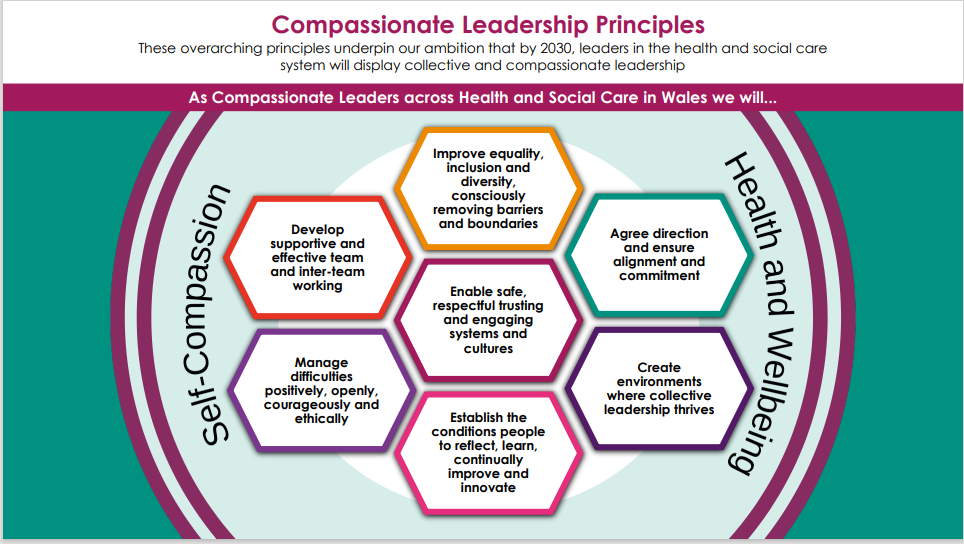 Compassionate Leadership Principles
These overarching principles underpin our ambition that by 2030, leaders in the health and social care
system will display collective and compassionate leadership
As Compassionate Leaders across Health and Social Care in Wales we will...
Self-Compassion
Improve equality,
inclusion and
diversity,
consciously
removing barriers
and boundaries
Develop
supportive and
effective team
and inter-team
working
Agree direction
and ensure
alignment and
commitment
Enable safe,
respectful trusting
and engaging
systems and
cultures
Manage
difficulties
positively, openly,
courageously and
ethically
Create
environments
where collective
leadership thrives
Establish the
conditions people
to reflect, learn,
continually
improve and
innovate
Health and Wellbeing